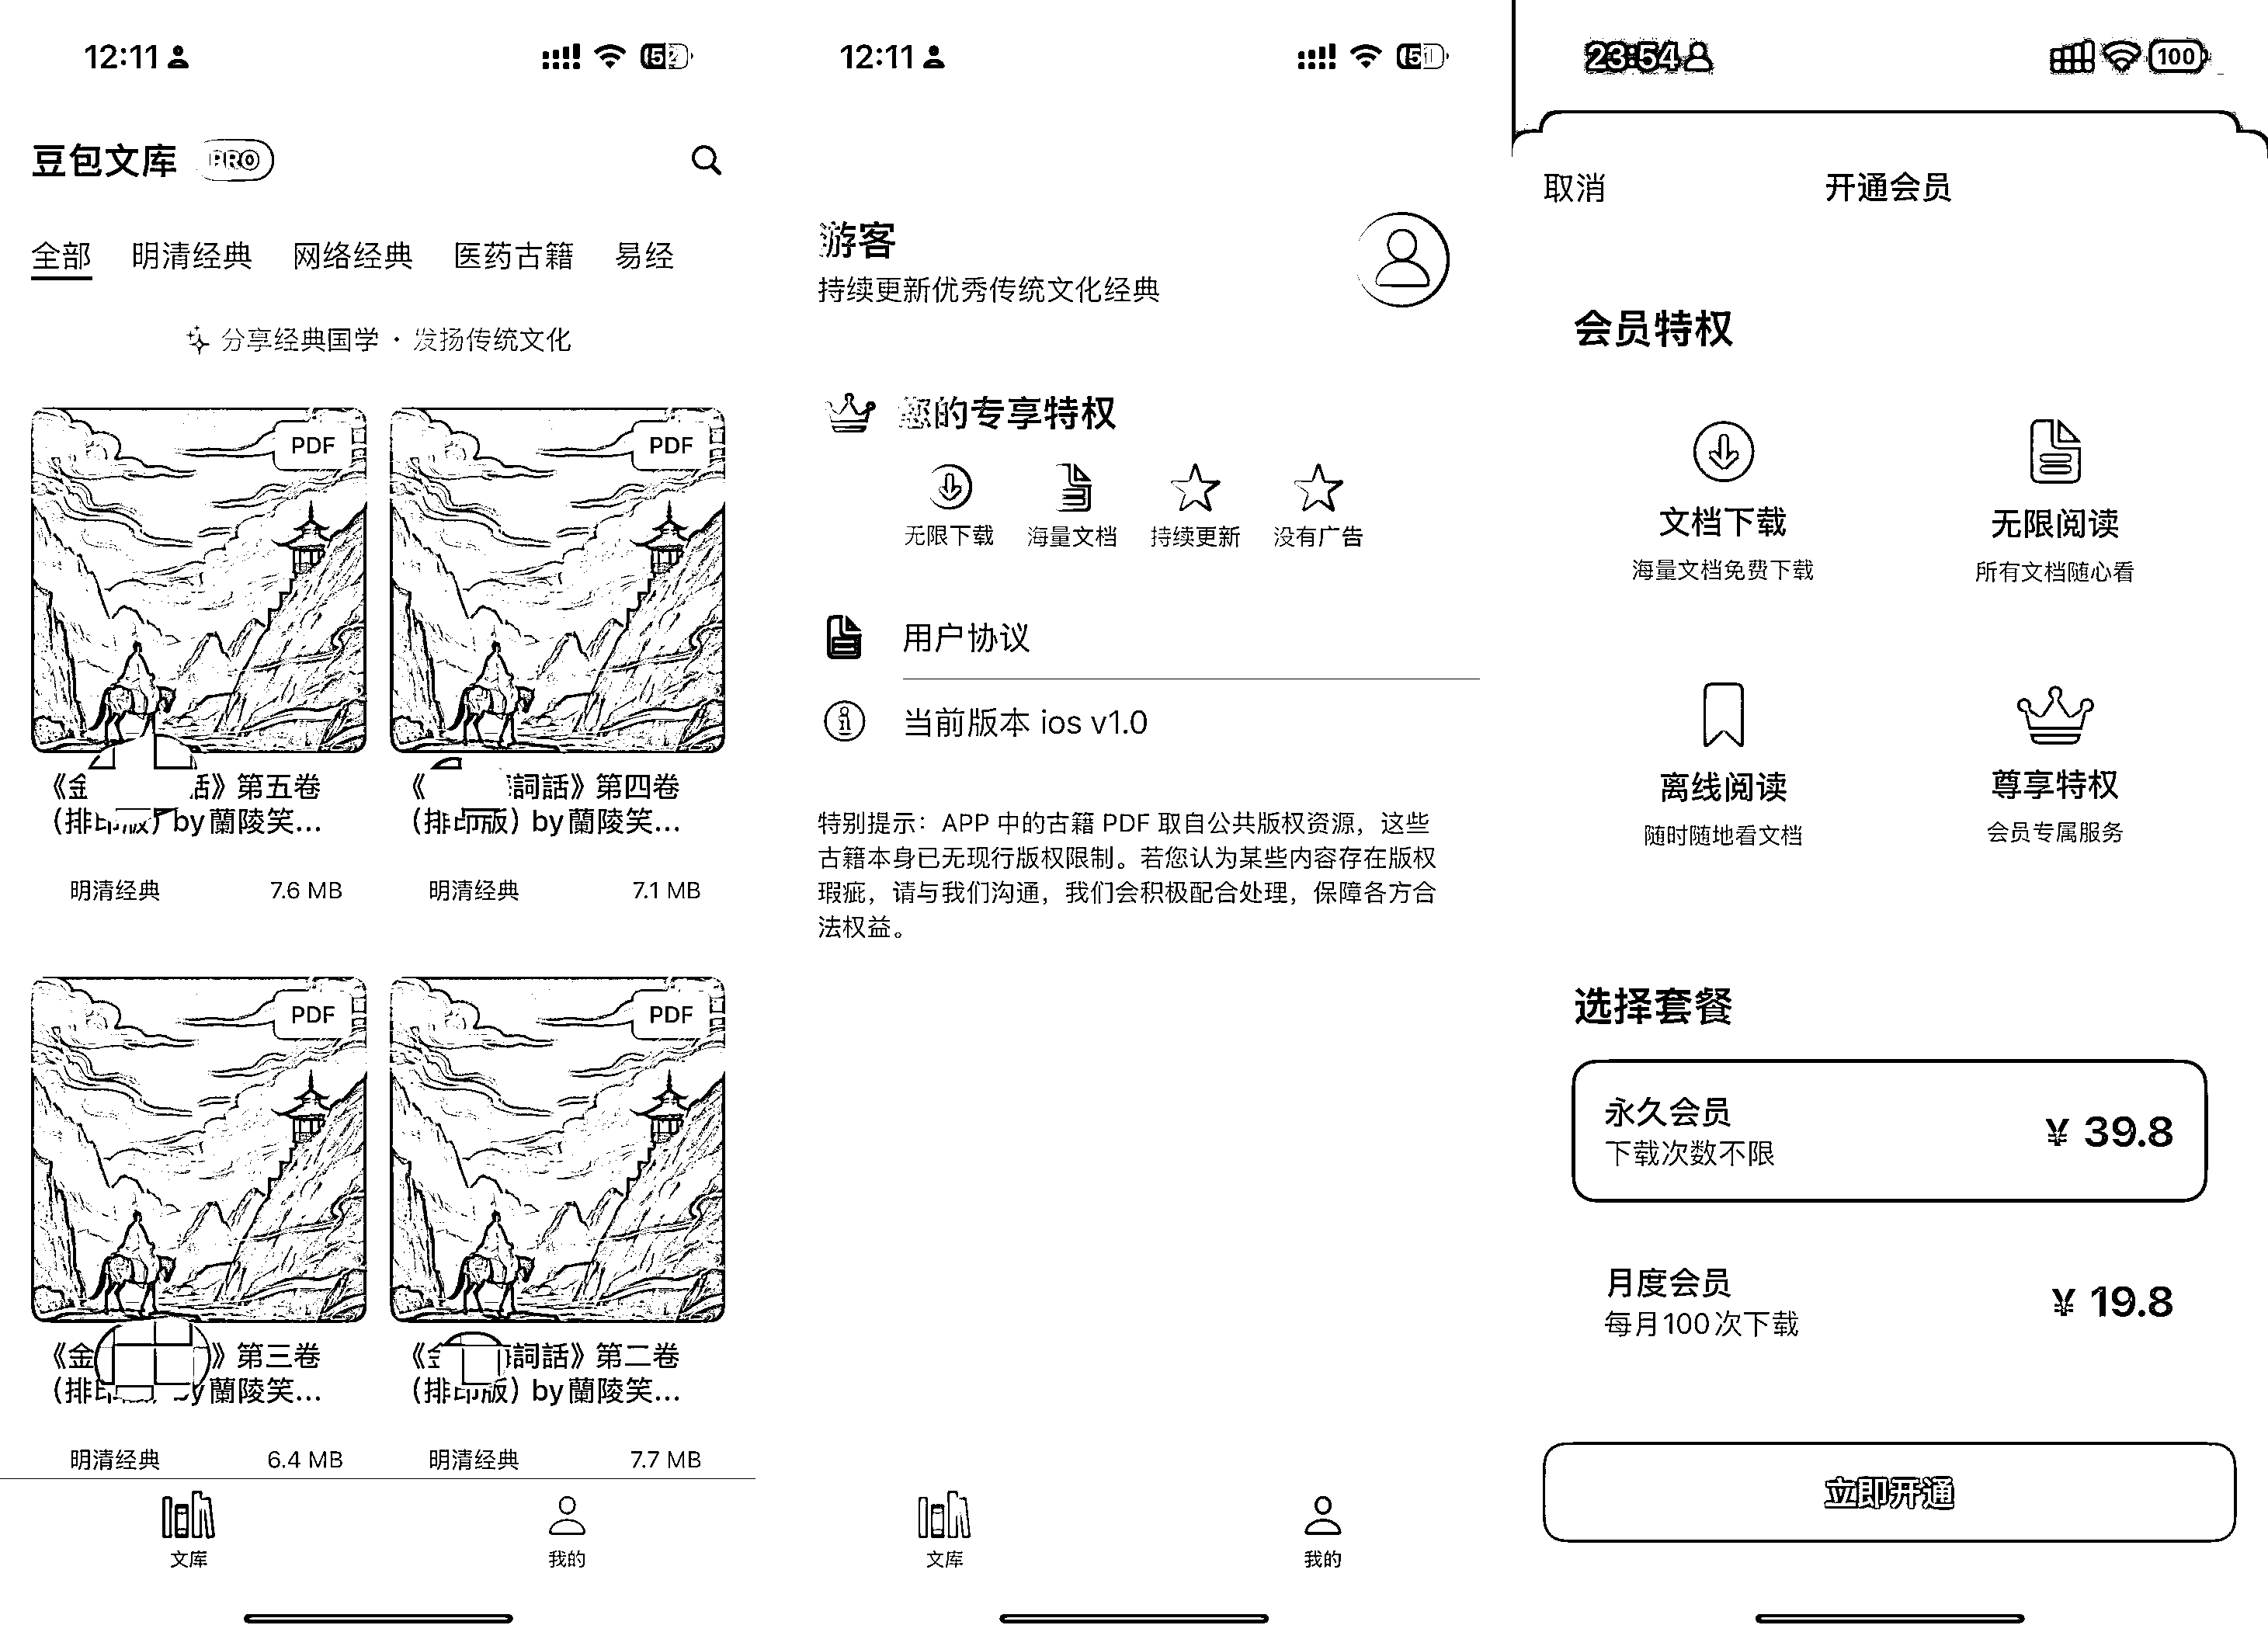 12:11
豆包文库 PRO
全部 明清经典 网络经典 医药古籍 易经
分享经典国学 · 发扬传统文化
PDF PDF
《金 話》第五卷 《 詞話》第四卷
（排印版）by蘭陵笑... （排印版）by蘭陵笑...
明清经典 7.6 MB 明清经典 7.1 MB
PDF PDF
《金 》第三卷 《金 詞話》第二卷
（排 by蘭陵笑... （排印版）by蘭陵笑...
明清经典 6.4 MB 明清经典 7.7 MB
文库 我的
12:11
游客
持续更新优秀传统文化经典
您的专享特权
无限下载 海量文档 持续更新 没有广告
用户协议
当前版本 ios v1.0
特别提示：APP 中的古籍 PDF 取自公共版权资源，这些
古籍本身已无现行版权限制。若您认为某些内容存在版权
瑕疵，请与我们沟通，我们会积极配合处理，保障各方合
法权益。
文库 我的
23:54 100
取消 开通会员
会员特权
文档下载 无限阅读
海量文档免费下载 所有文档随心看
离线阅读 尊享特权
随时随地看文档 会员专属服务
选择套餐
永久会员 ¥ 39.8
下载次数不限
月度会员 ¥ 19.8
每月100次下载
立即开通